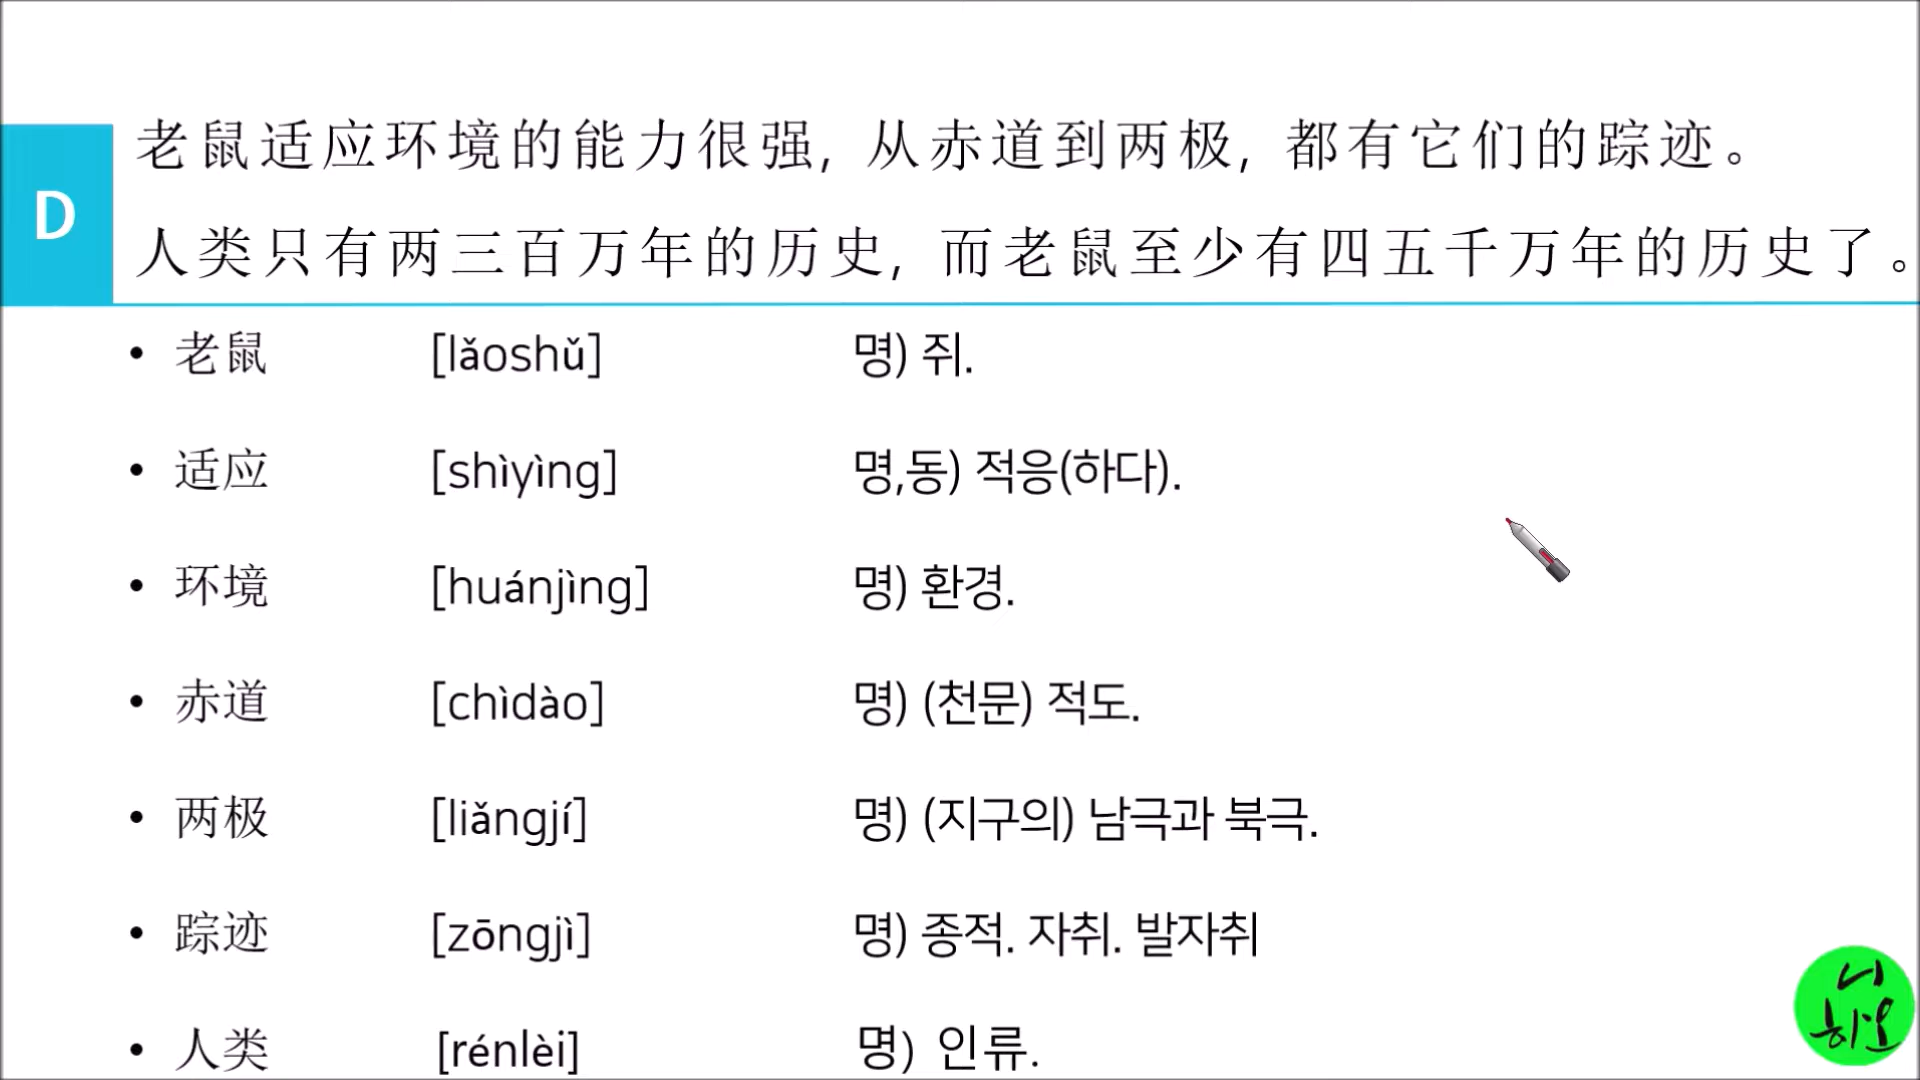 D
老鼠适应环境的能力很强, 从赤道到两极, 都有它们的踪迹。
人类只有两三百万年的历史, 而老鼠至少有四五千万年的历史了。
• 老鼠 [lǎoshǔ] 명) 쥐.
• 适应 [shìyìng] 명,동) 적응(하다).
• 环境 [huánjìng] 명) 환경.
• 赤道 [chìdào] 명) (천문) 적도.
• 两极 [liǎngjí] 명) (지구의) 남극과 북극.
• 踪迹 [zōngjì] 명) 종적. 자취. 발자취
• 人类 [rénlèi] 명) 인류.
니
하오